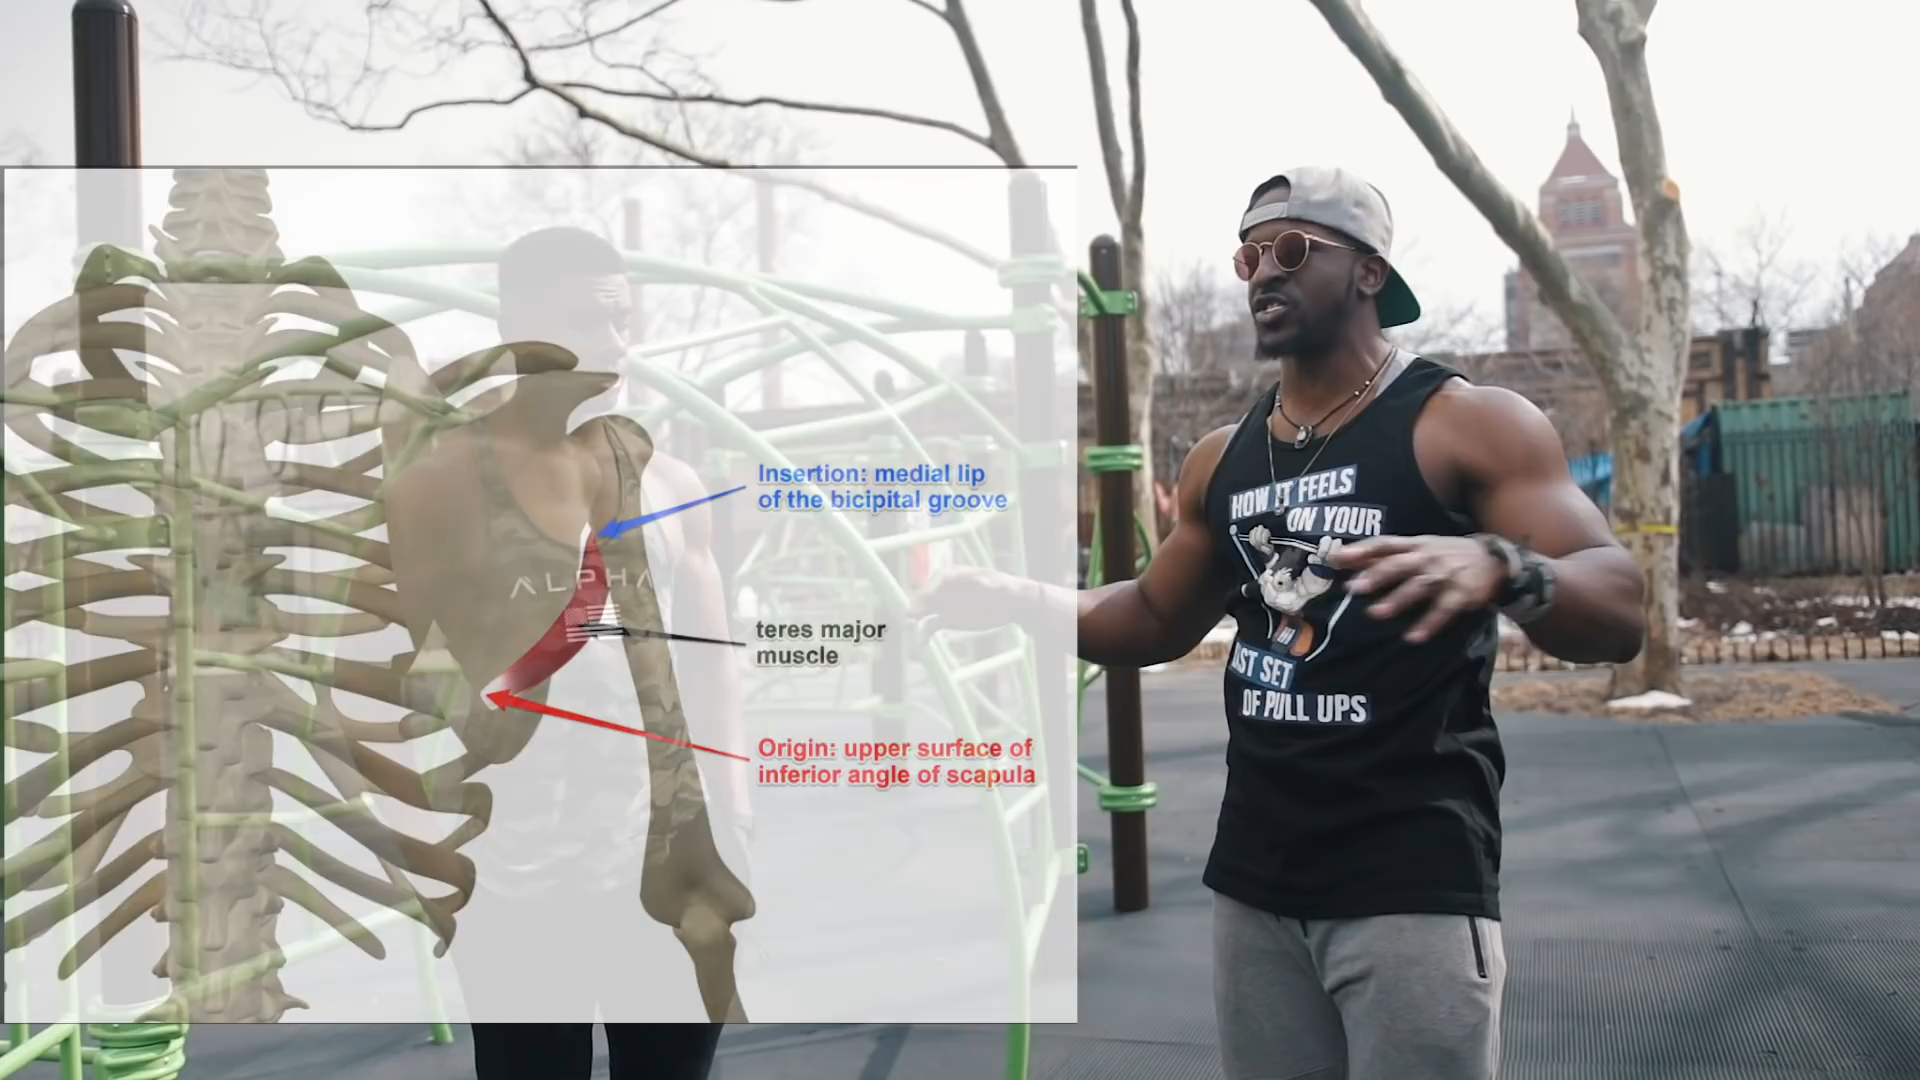 Insertion: medial lip
of the bicipital groove
ALPHA
teres major
muscle
Origin: upper surface of
inferior angle of scapula
HOW IT FEELS
ON YOUR
SET
OF PULL UPS